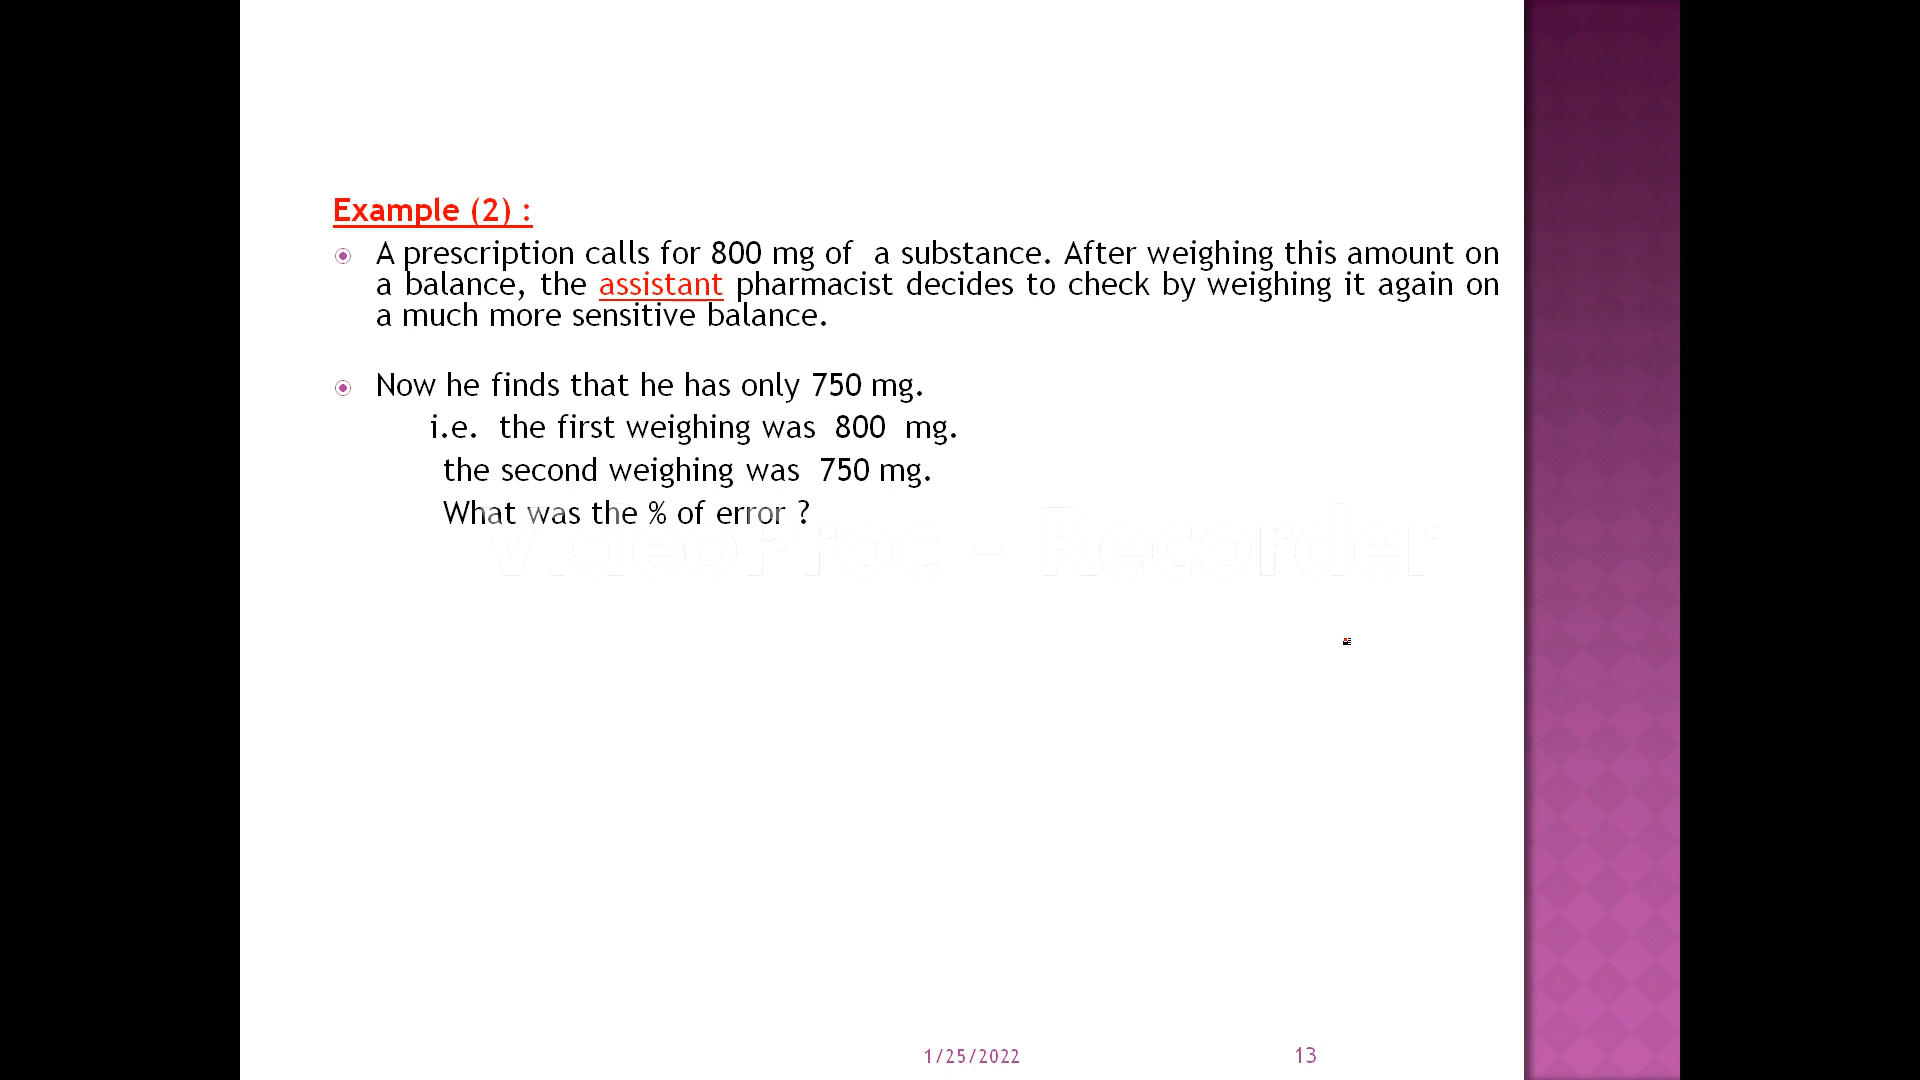 Example (2) :
A prescription calls for 800 mg of a substance. After weighing this amount on
a balance, the assistant pharmacist decides to check by weighing it again on
a much more sensitive balance.
Now he finds that he has only 750 mg.
i.e. the first weighing was 800 mg.
the second weighing was 750 mg.
What was the % of error ?
VideoProc - Recorder
1/25/2022
13